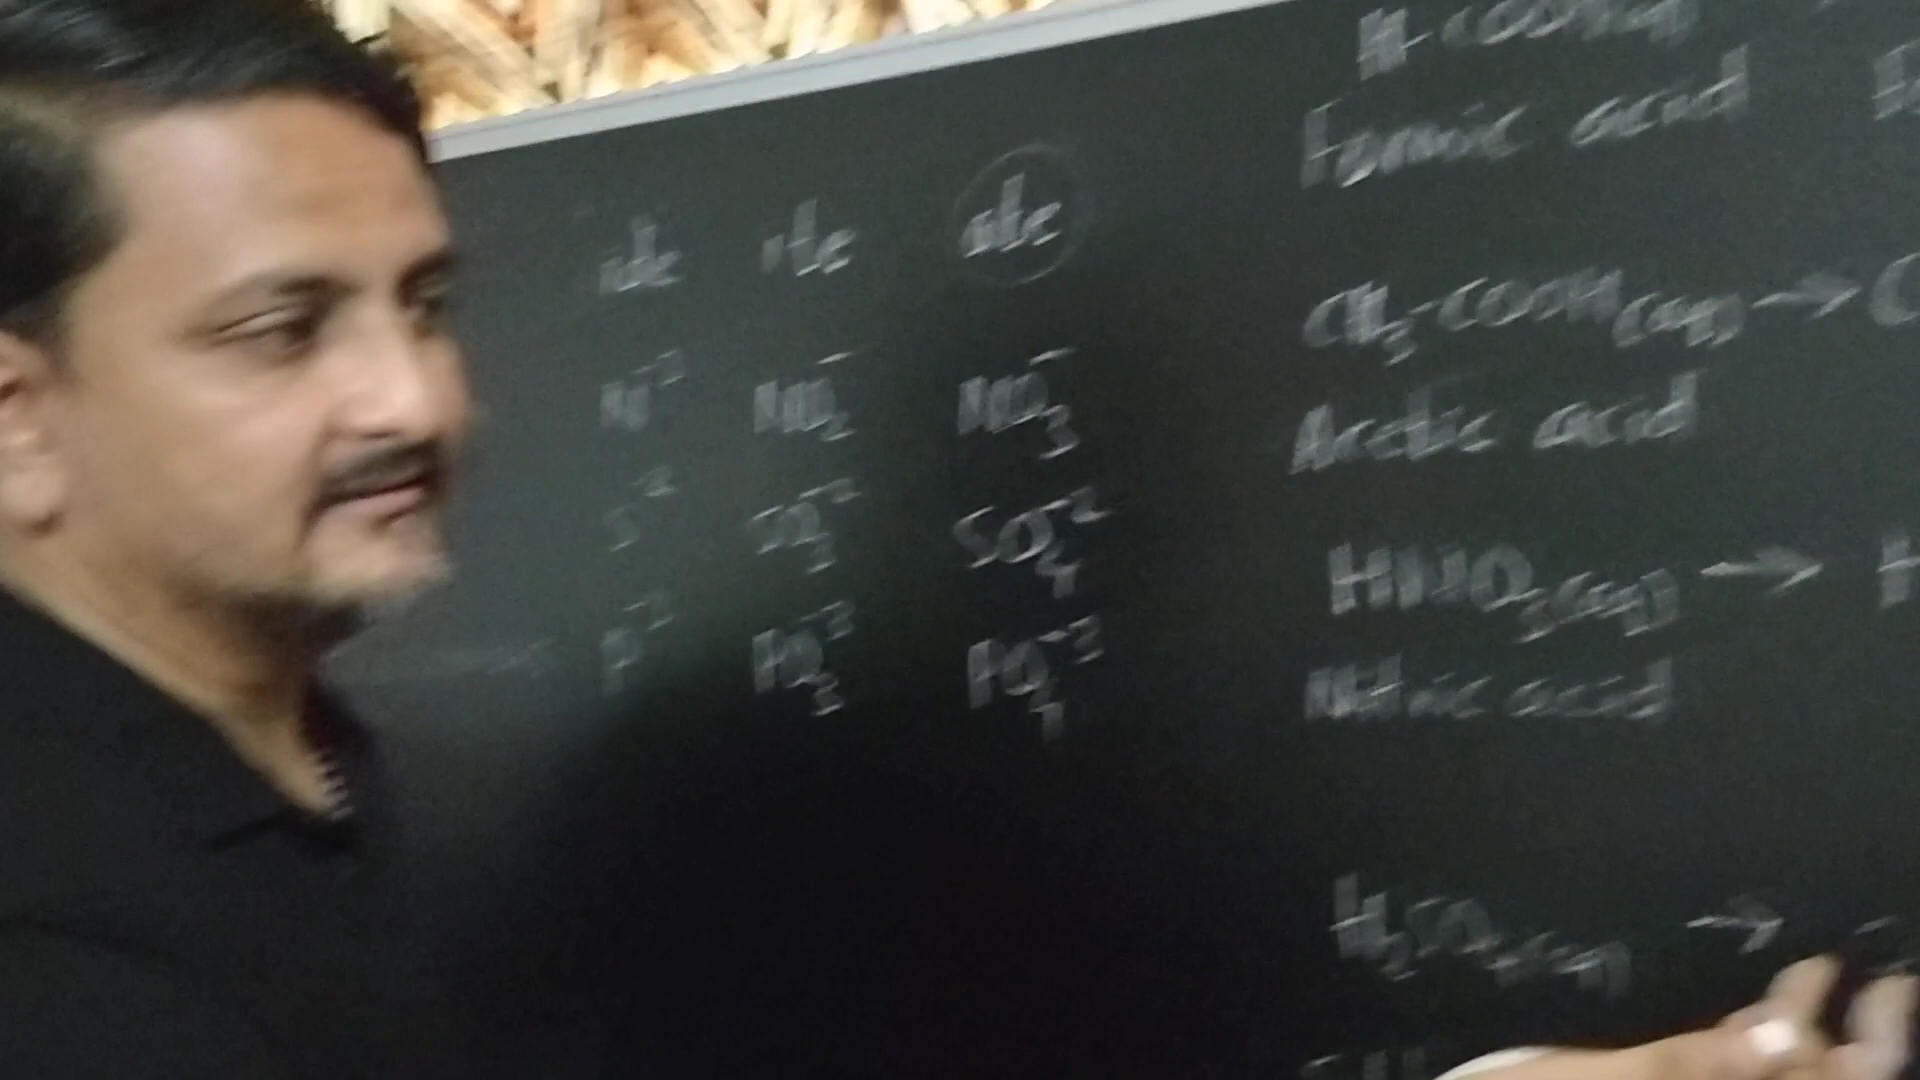 ide ite ate
N⁻³ NO₂⁻ NO₃⁻
S⁻² SO₃⁻² SO₄⁻²
P⁻³ PO₃⁻³ PO₄⁻³
H-COOH(aq)
Formic acid
CH₃-COOH(aq) → C
Acetic acid
HNO₃(aq) → H
Nitric acid
H₂SO₄(aq) →